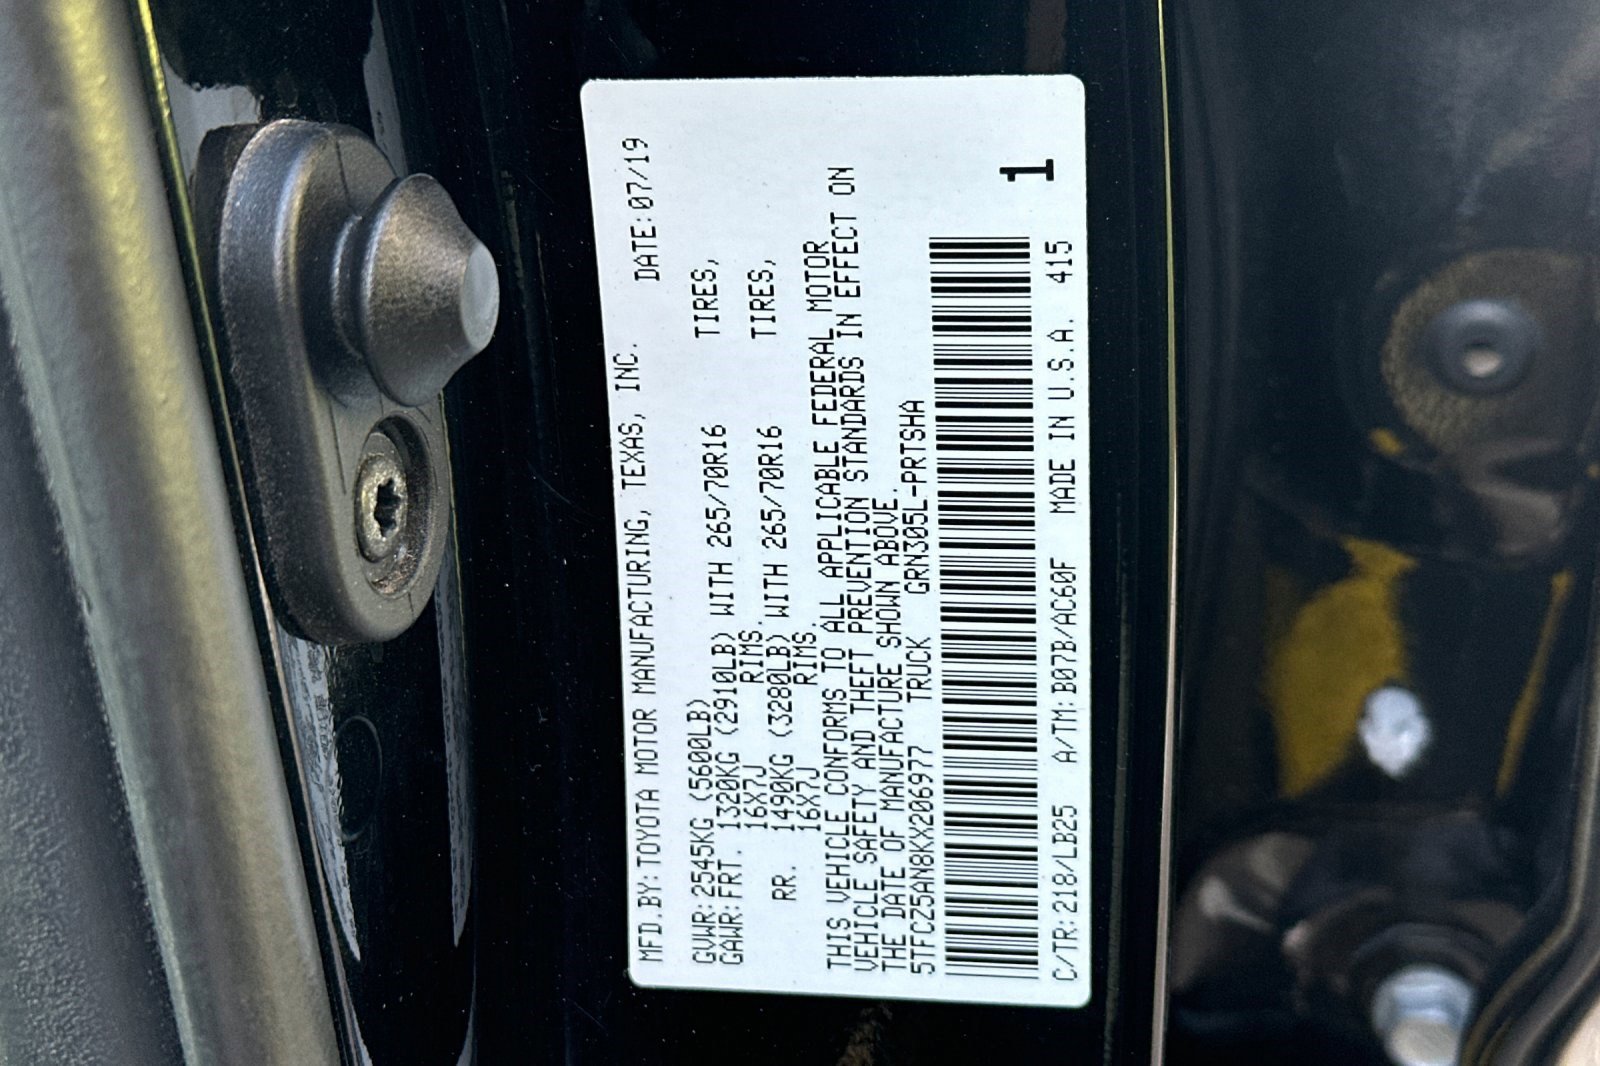 MFD.BY:TOYOTA MOTOR MANUFACTURING, TEXAS, INC. DATE:07/19
GVWR:2545KG (5600LB)
GAWR:FRT. 1320KG (2910LB) WITH 265/70R16 TIRES,
16X7J RIMS.
RR. 1490KG (3280LB) WITH 265/70R16 TIRES,
16X7J RIMS.
THIS VEHICLE CONFORMS TO ALL APPLICABLE FEDERAL MOTOR
VEHICLE SAFETY AND THEFT PREVENTION STANDARDS IN EFFECT ON
THE DATE OF MANUFACTURE SHOWN ABOVE.
5TFCZ5AN8KX206977 TRUCK GRN305L-PRTSHA
1
C/TR:218/LB25 A/TM:B07B/AC60F MADE IN U.S.A. 415